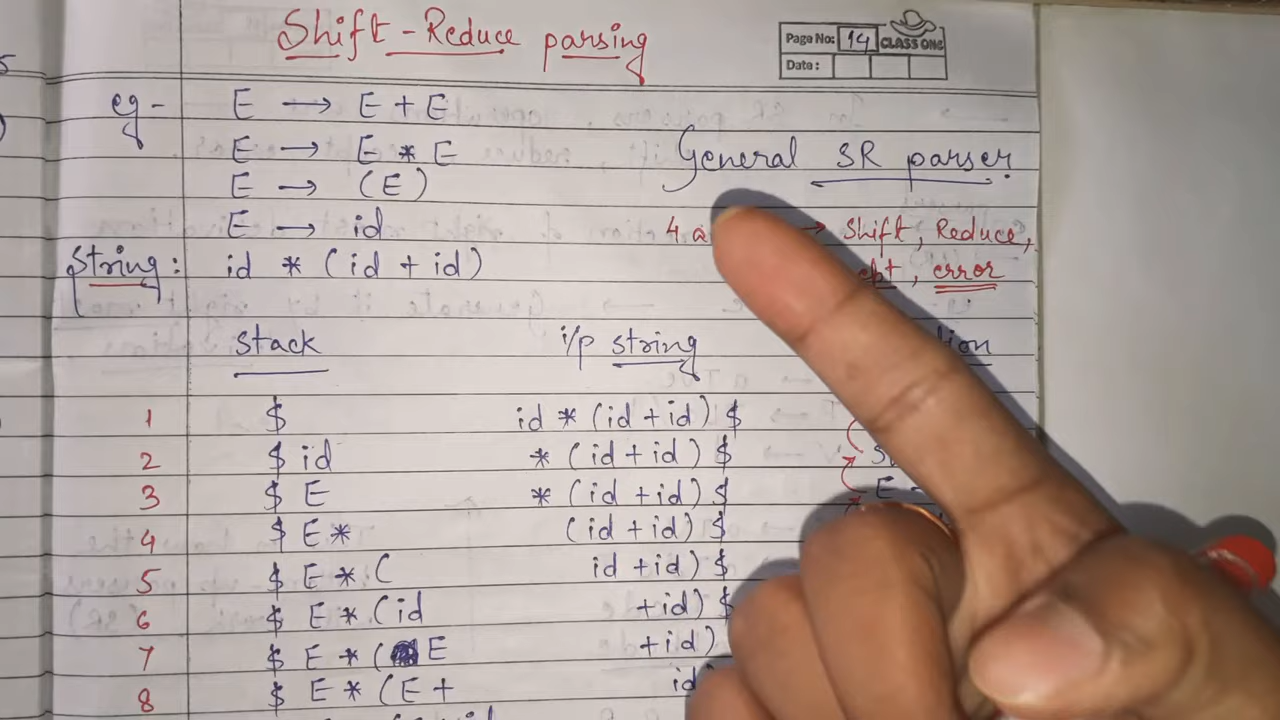 Shift-Reduce parsing
Page No: 14 CLASS ONE
Date:
eg- E → E + E
E → E * E
General SR parser
E → (E)
E → id
4 → Shift, Reduce,
error
String: id * (id + id)
stack i/p string
1 $ id * (id + id) $
2 $ id * (id + id) $
3 $ E * (id + id) $ E
4 $ E * (id + id) $
5 $ E * ( id + id) $
6 $ E * (id + id) $
7 $ E * ( E + id)
8 $ E * (E + id